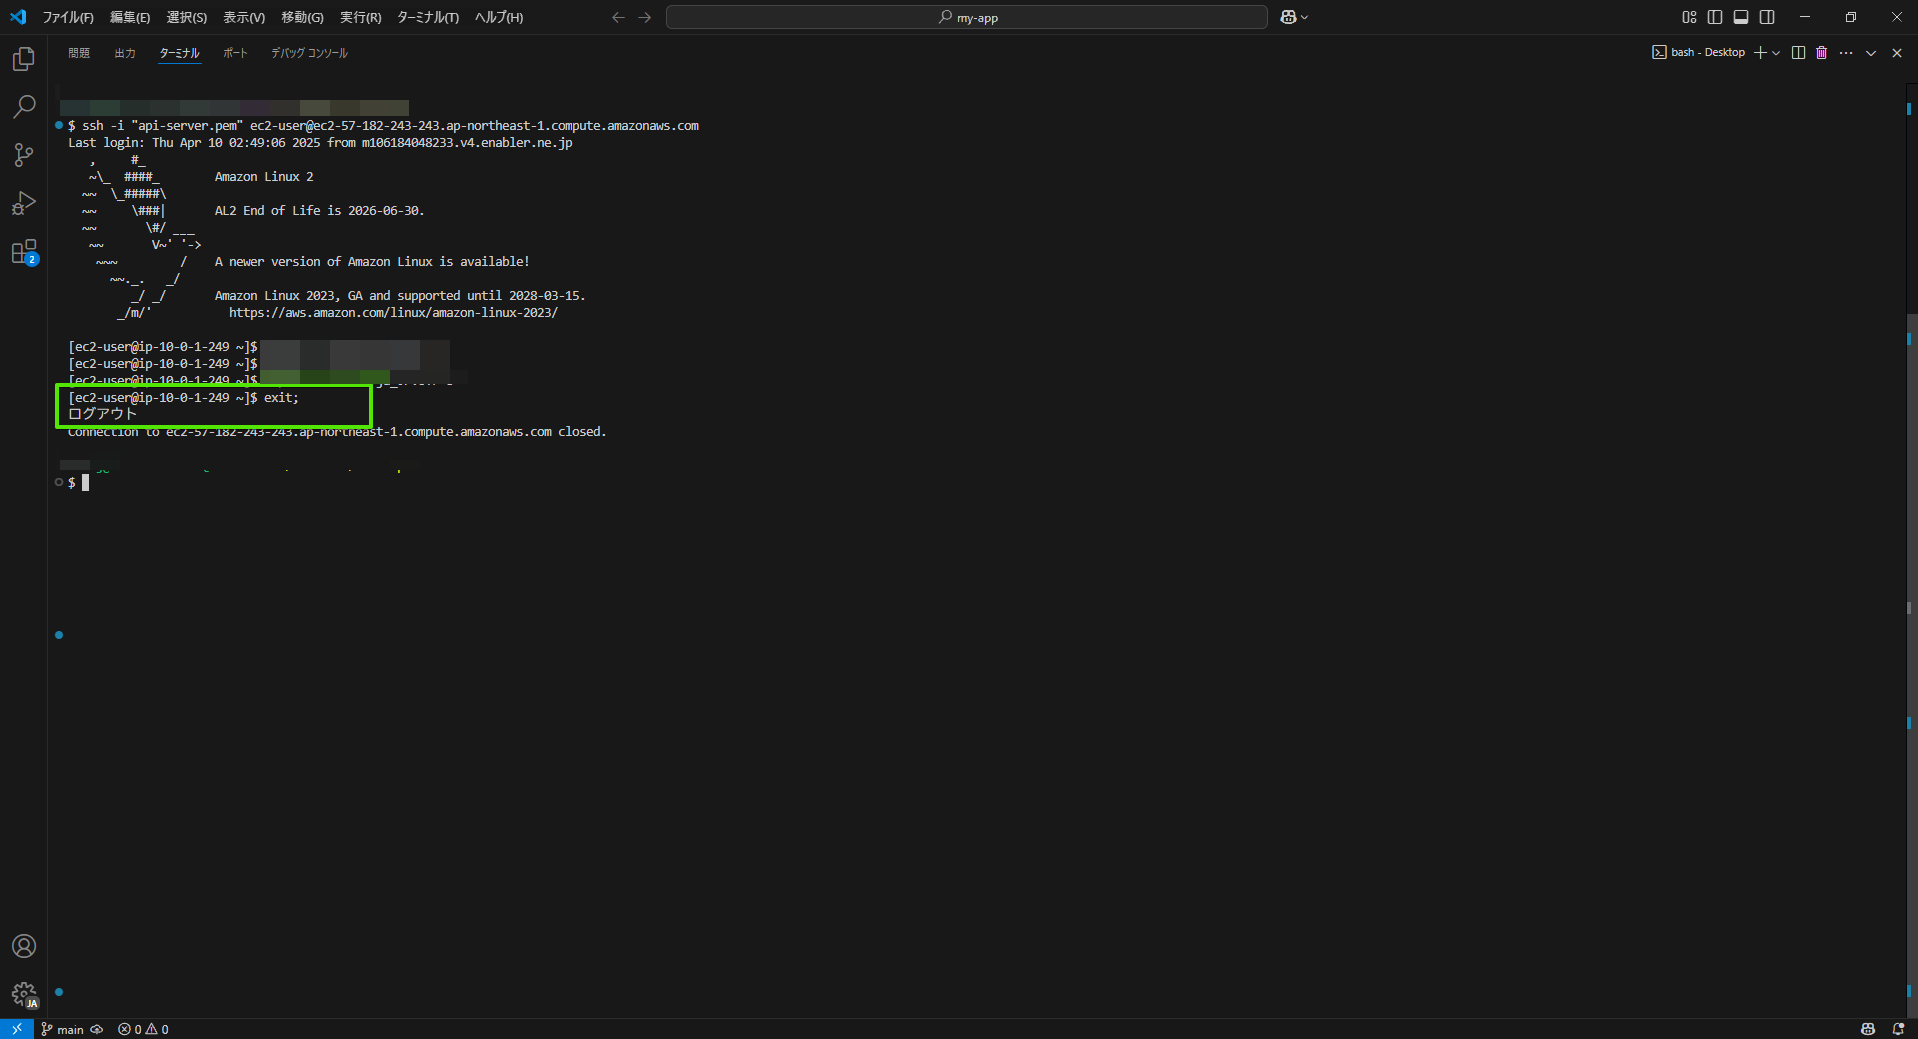 ファイル(F) 編集(E) 選択(S) 表示(V) 移動(G) 実行(R) ターミナル(T) ヘルプ(H) my-app
問題 出力 ターミナル ポート デバッグ コンソール bash - Desktop
$ ssh -i "api-server.pem" ec2-user@ec2-57-182-243-243.ap-northeast-1.compute.amazonaws.com
Last login: Thu Apr 10 02:49:06 2025 from m106184048233.v4.enabler.ne.jp
   ,     #_
   ~\_  ####_        Amazon Linux 2
  ~~  \_#####\
  ~~     \###|       AL2 End of Life is 2026-06-30.
  ~~       \#/ ___
   ~~       V~' '->
    ~~~         /    A newer version of Amazon Linux is available!
      ~~._.   _/
         _/ _/       Amazon Linux 2023, GA and supported until 2028-03-15.
       _/m/'           https://aws.amazon.com/linux/amazon-linux-2023/
[ec2-user@ip-10-0-1-249 ~]$
[ec2-user@ip-10-0-1-249 ~]$
[ec2-user@ip-10-0-1-249 ~]$
[ec2-user@ip-10-0-1-249 ~]$ exit;
ログアウト
Connection to ec2-57-182-243-243.ap-northeast-1.compute.amazonaws.com closed.
$
2
JA
main 0 0